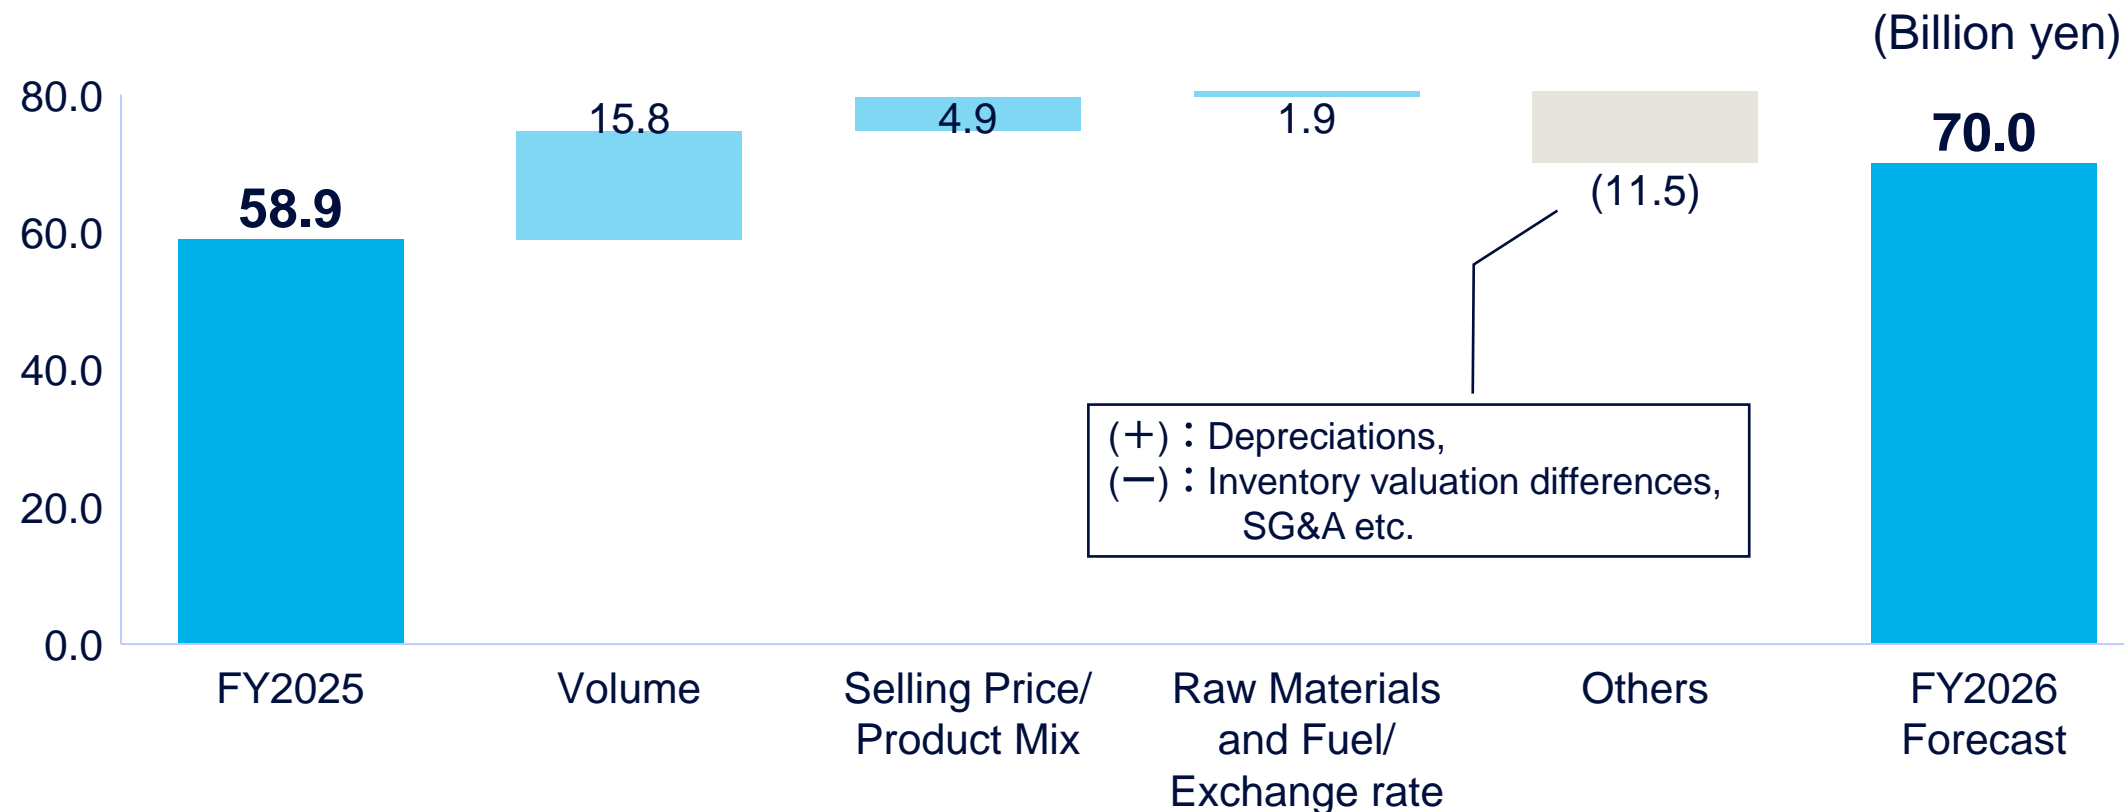 (Billion yen)
80.0
60.0
40.0
20.0
0.0
58.9
15.8
4.9
1.9
(11.5)
70.0
(＋)：Depreciations,
(ー)：Inventory valuation differences,
SG&A etc.
FY2025
Volume
Selling Price/
Product Mix
Raw Materials
and Fuel/
Exchange rate
Others
FY2026
Forecast